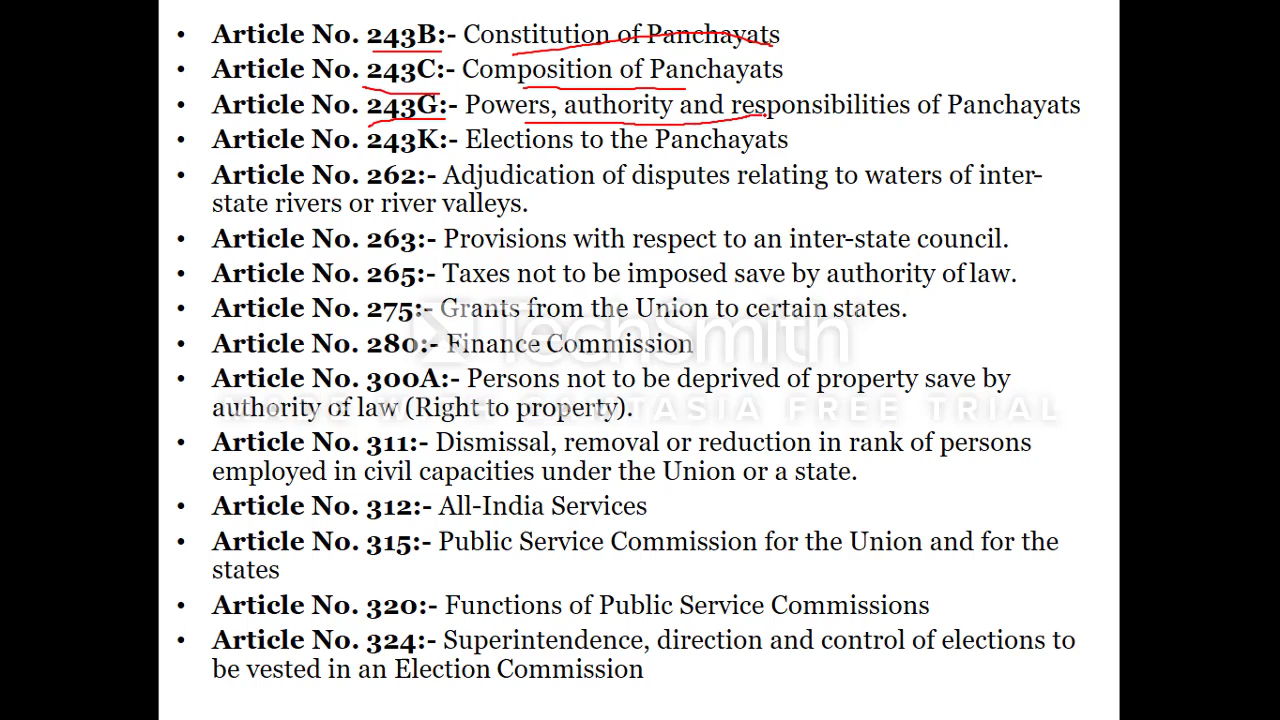 • Article No. 243B:- Constitution of Panchayats
• Article No. 243C:- Composition of Panchayats
• Article No. 243G:- Powers, authority and responsibilities of Panchayats
• Article No. 243K:- Elections to the Panchayats
• Article No. 262:- Adjudication of disputes relating to waters of inter-
state rivers or river valleys.
• Article No. 263:- Provisions with respect to an inter-state council.
• Article No. 265:- Taxes not to be imposed save by authority of law.
• Article No. 275:- Grants from the Union to certain states.
TechSmith
• Article No. 280:- Finance Commission
• Article No. 300A:- Persons not to be deprived of property save by
authority of law (Right to property).
MADE WITH CAMTASIA FREE TRIAL
• Article No. 311:- Dismissal, removal or reduction in rank of persons
employed in civil capacities under the Union or a state.
• Article No. 312:- All-India Services
• Article No. 315:- Public Service Commission for the Union and for the
states
• Article No. 320:- Functions of Public Service Commissions
• Article No. 324:- Superintendence, direction and control of elections to
be vested in an Election Commission